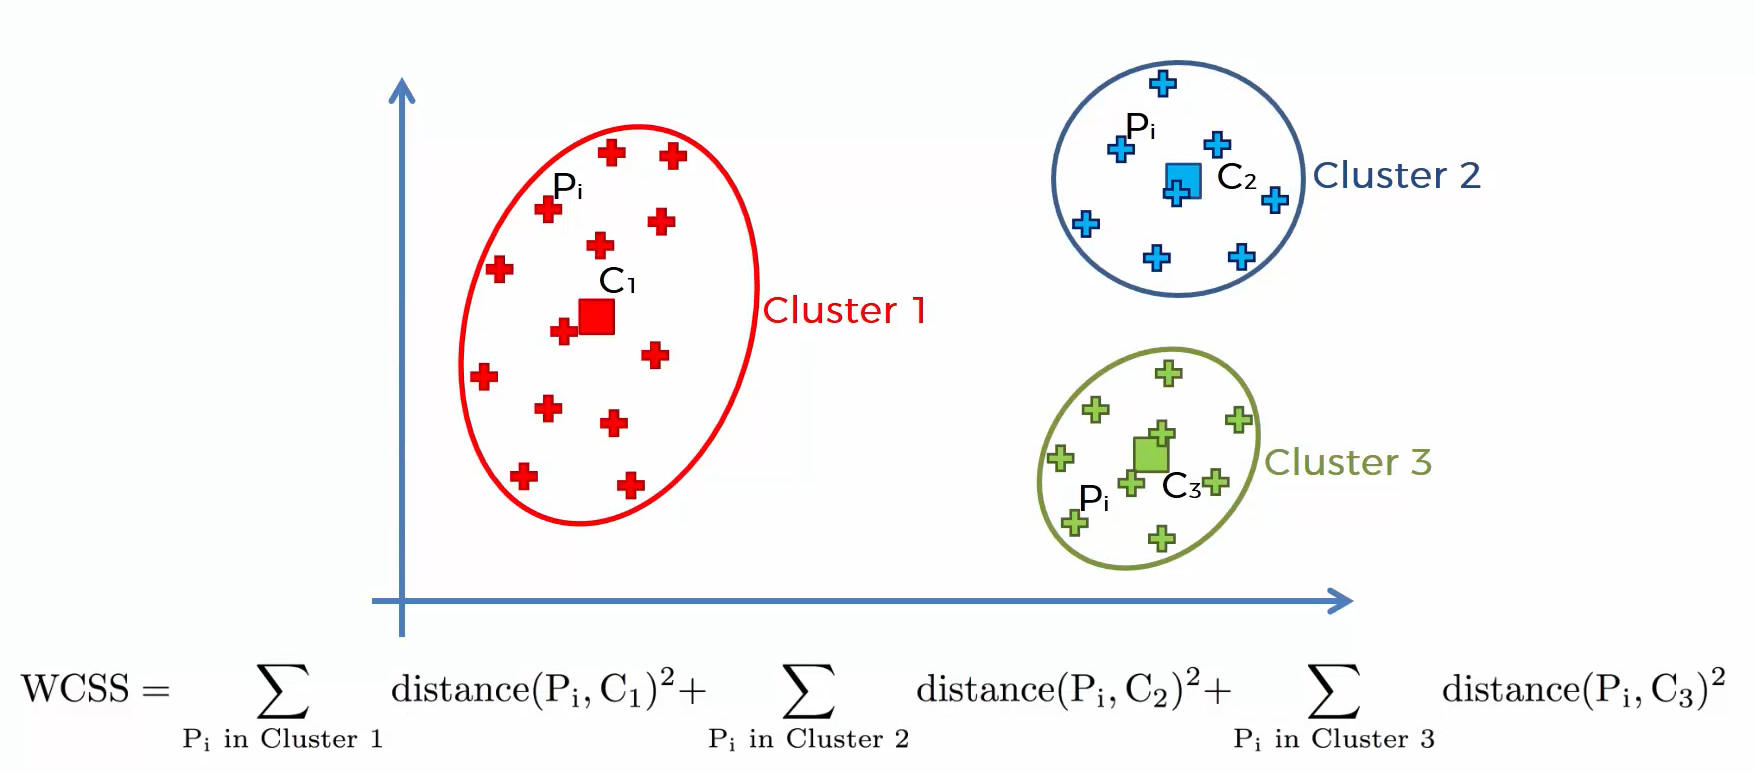 Pᵢ
Pᵢ
C₂
Cluster 2
C₁
Cluster 1
Cluster 3
C₃
Pᵢ
WCSS = ∑ distance(Pᵢ, C₁)² + ∑ distance(Pᵢ, C₂)² + ∑ distance(Pᵢ, C₃)²
Pᵢ in Cluster 1 Pᵢ in Cluster 2 Pᵢ in Cluster 3